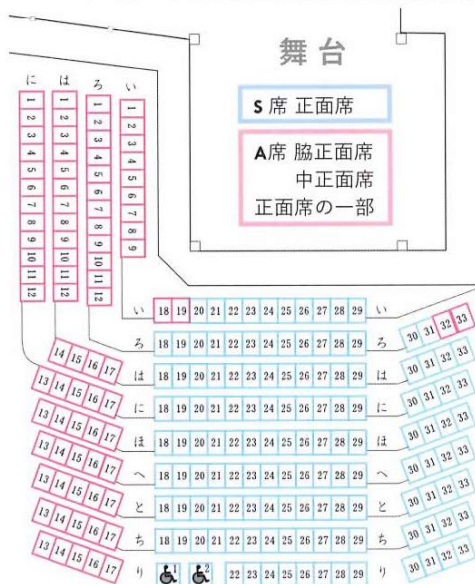 舞台
S席 正面席
A席 脇正面席
中正面席
正面席の一部
に は ろ い
1 2 3 4 5 6 7 8 9 10 11 12
1 2 3 4 5 6 7 8 9 10 11 12
1 2 3 4 5 6 7 8 9 10 11 12
1 2 3 4 5 6 7 8 9
い 18 19 20 21 22 23 24 25 26 27 28 29 い
ろ 18 19 20 21 22 23 24 25 26 27 28 29 ろ 30 31 32 33
14 15 16 17 は 18 19 20 21 22 23 24 25 26 27 28 29 は 30 31 32 33
13 14 15 16 17 に 18 19 20 21 22 23 24 25 26 27 28 29 に 30 31 32 33
13 14 15 16 17 ほ 18 19 20 21 22 23 24 25 26 27 28 29 ほ 30 31 32 33
13 14 15 16 17 へ 18 19 20 21 22 23 24 25 26 27 28 29 へ 30 31 32 33
13 14 15 16 17 と 18 19 20 21 22 23 24 25 26 27 28 29 と 30 31 32 33
13 14 15 16 17 ち 18 19 20 21 22 23 24 25 26 27 28 29 ち 30 31 32 33
13 14 15 16 17 り 1 2 22 23 24 25 26 27 28 29 り 30 31 32 33